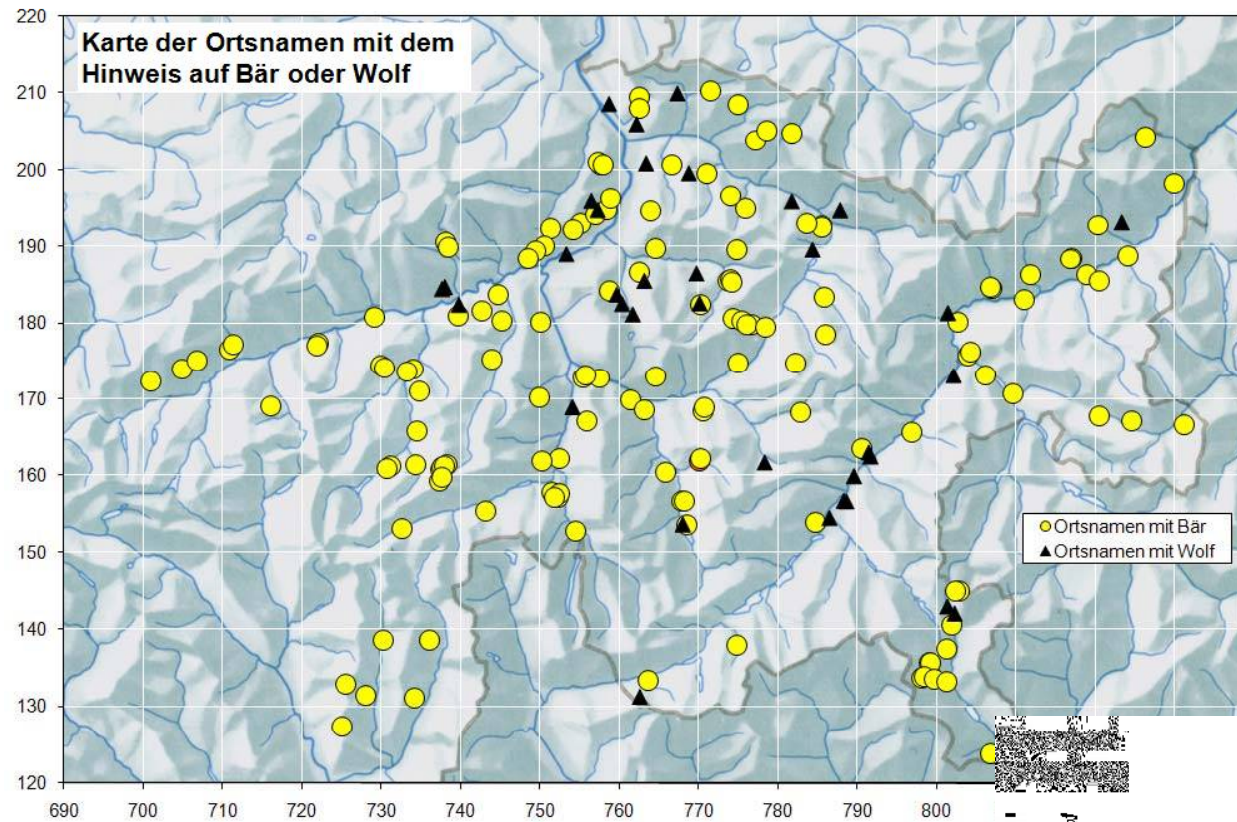 Karte der Ortsnamen mit dem
Hinweis auf Bär oder Wolf
220
210
200
190
180
170
160
150
140
130
120
Ortsnamen mit Bär
Ortsnamen mit Wolf
690 700 710 720 730 740 750 760 770 780 790 800